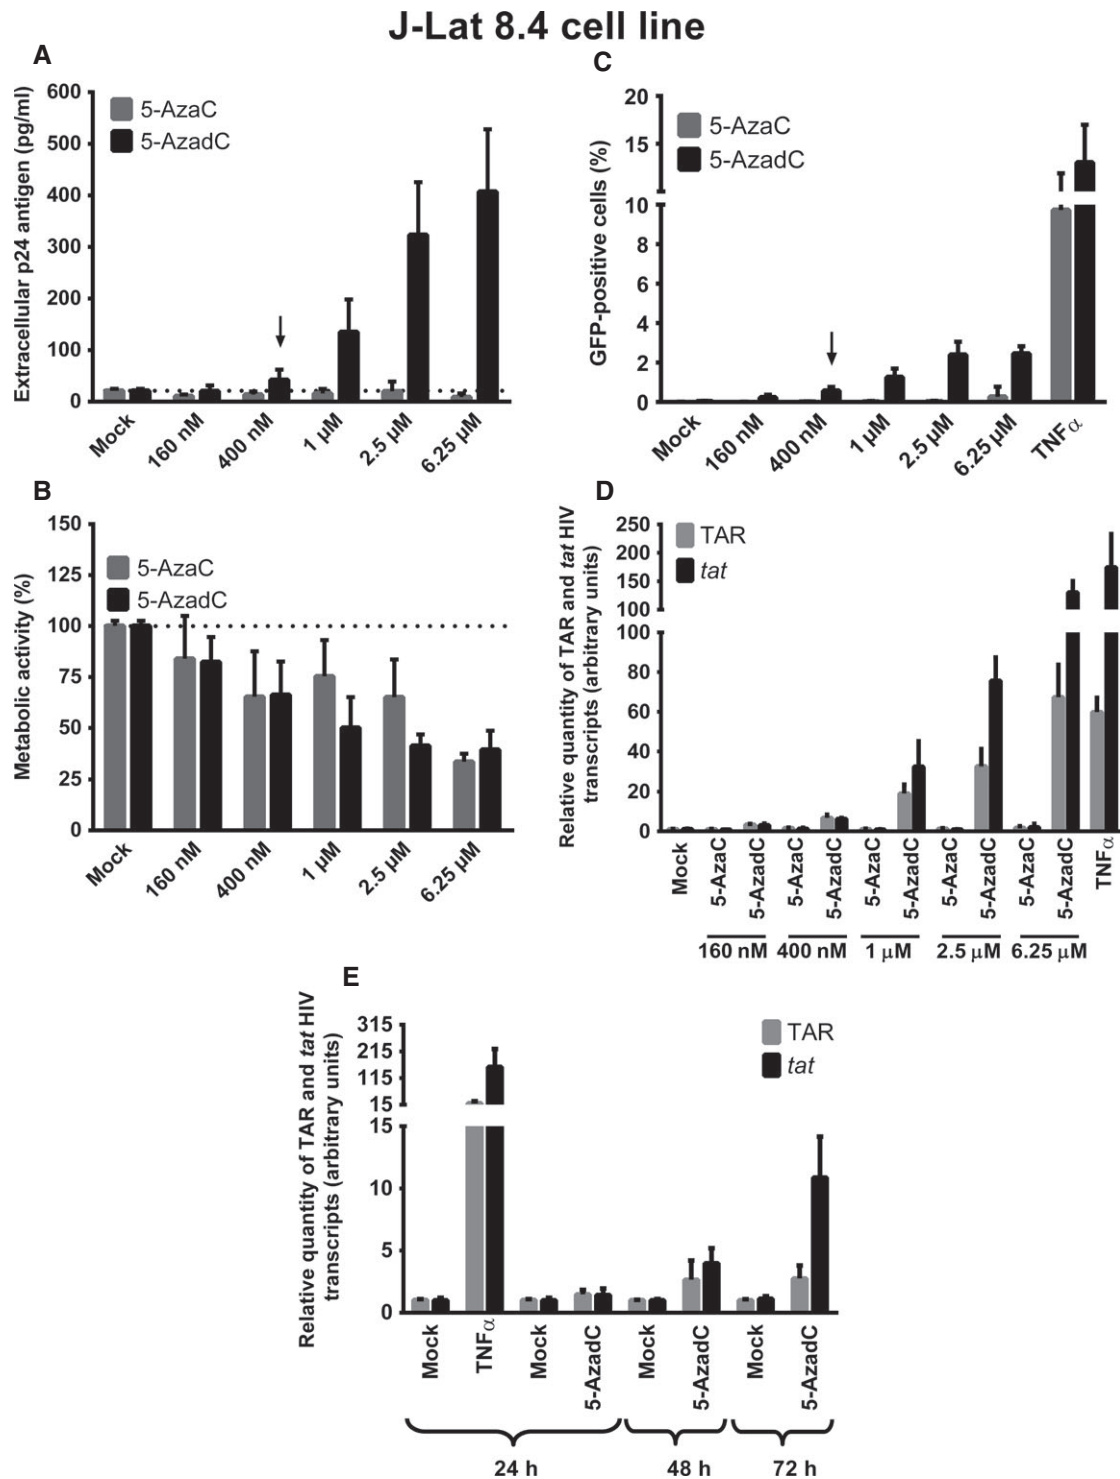 J-Lat 8.4 cell line
A
Extracellular p24 antigen (pg/ml)
600
500
400
300
200
100
0
5-AzaC
5-AzadC
Mock
160 nM
400 nM
1 µM
2.5 µM
6.25 µM
C
GFP-positive cells (%)
20
15
10
8
6
4
2
0
5-AzaC
5-AzadC
Mock
160 nM
400 nM
1 µM
2.5 µM
6.25 µM
TNFα
B
Metabolic activity (%)
150
125
100
75
50
25
0
5-AzaC
5-AzadC
Mock
160 nM
400 nM
1 µM
2.5 µM
6.25 µM
D
Relative quantity of TAR and tat HIV
transcripts (arbitrary units)
250
200
150
100
100
80
60
40
20
0
TAR
tat
Mock
5-AzaC
5-AzadC
5-AzaC
5-AzadC
5-AzaC
5-AzadC
5-AzaC
5-AzadC
5-AzaC
5-AzadC
TNFα
160 nM
400 nM
1 µM
2.5 µM
6.25 µM
E
Relative quantity of TAR and tat HIV
transcripts (arbitrary units)
315
215
115
15
15
10
5
0
TAR
tat
Mock
TNFα
Mock
5-AzadC
Mock
5-AzadC
Mock
5-AzadC
24 h
48 h
72 h